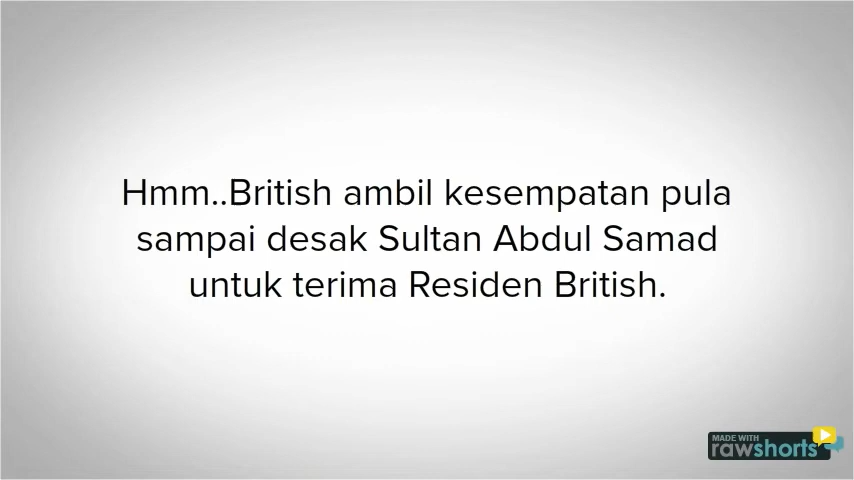 Hmm..British ambil kesempatan pula
sampai desak Sultan Abdul Samad
untuk terima Residen British.
MADE WITH
rawshorts